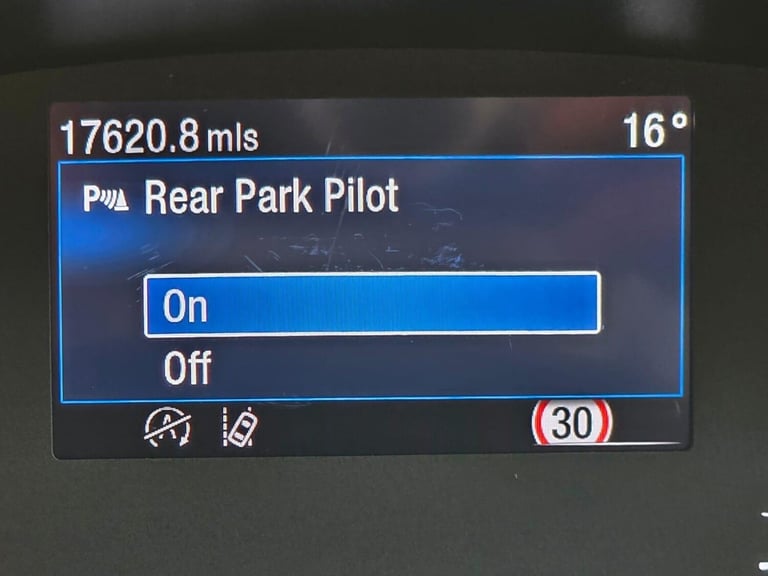 17620.8 mls 16°
P Rear Park Pilot
On
Off
A 30